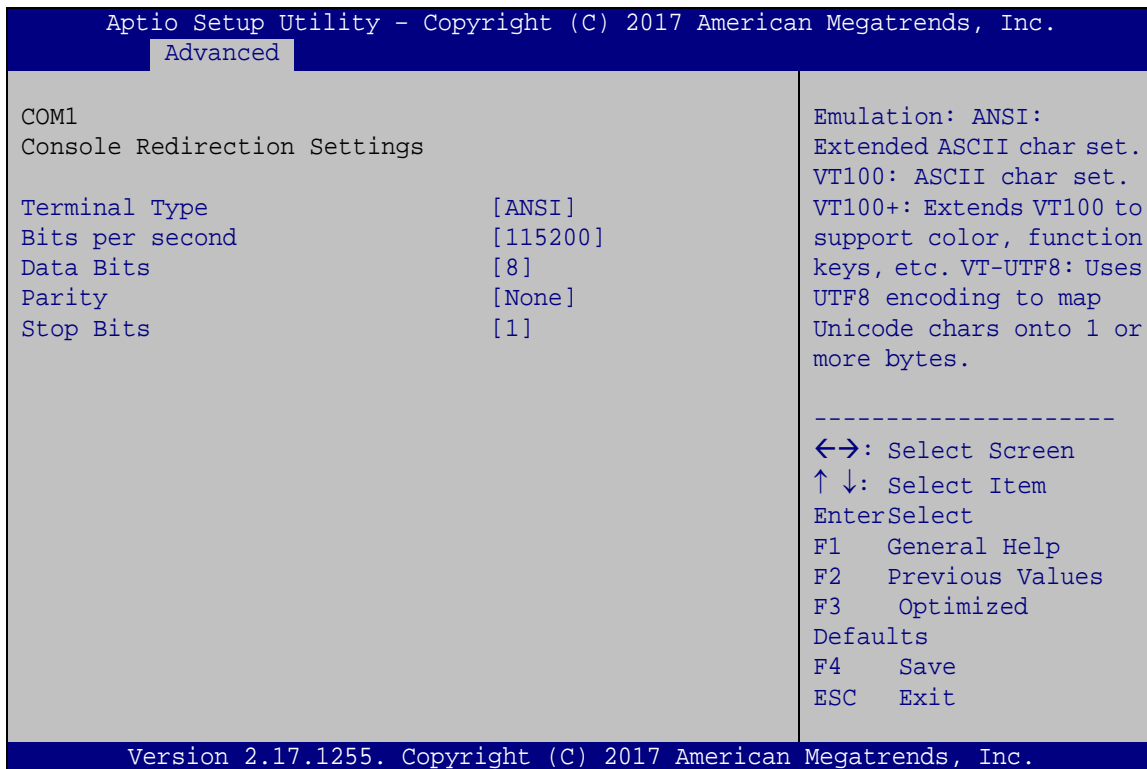 Aptio Setup Utility – Copyright (C) 2017 American Megatrends, Inc.
Advanced
COM1
Console Redirection Settings
Terminal Type [ANSI]
Bits per second [115200]
Data Bits [8]
Parity [None]
Stop Bits [1]
Emulation: ANSI:
Extended ASCII char set.
VT100: ASCII char set.
VT100+: Extends VT100 to
support color, function
keys, etc. VT-UTF8: Uses
UTF8 encoding to map
Unicode chars onto 1 or
more bytes.
---------------------
←→: Select Screen
↑ ↓: Select Item
EnterSelect
F1 General Help
F2 Previous Values
F3 Optimized
Defaults
F4 Save
ESC Exit
Version 2.17.1255. Copyright (C) 2017 American Megatrends, Inc.